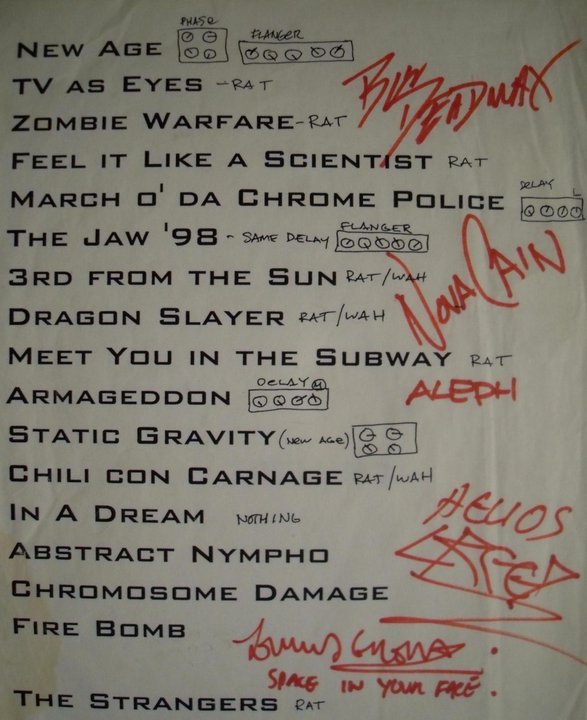 PHASE FLANGER
NEW AGE
TV AS EYES - RAT
ZOMBIE WARFARE - RAT
FEEL IT LIKE A SCIENTIST RAT
DELAY L
MARCH O' DA CHROME POLICE
FLANGER
THE JAW '98 - SAME DELAY
3RD FROM THE SUN RAT/WAH
NOVA CAIN
DRAGON SLAYER RAT/WAH
MEET YOU IN THE SUBWAY RAT
DELAY M
ARMAGEDDON
ALEPH
STATIC GRAVITY (NEW AGE)
CHILI CON CARNAGE RAT/WAH
IN A DREAM NOTHING
HELIOS
ABSTRACT NYMPHO
CREED
CHROMOSOME DAMAGE
FIRE BOMB
SPACE IN YOUR FACE.
THE STRANGERS RAT